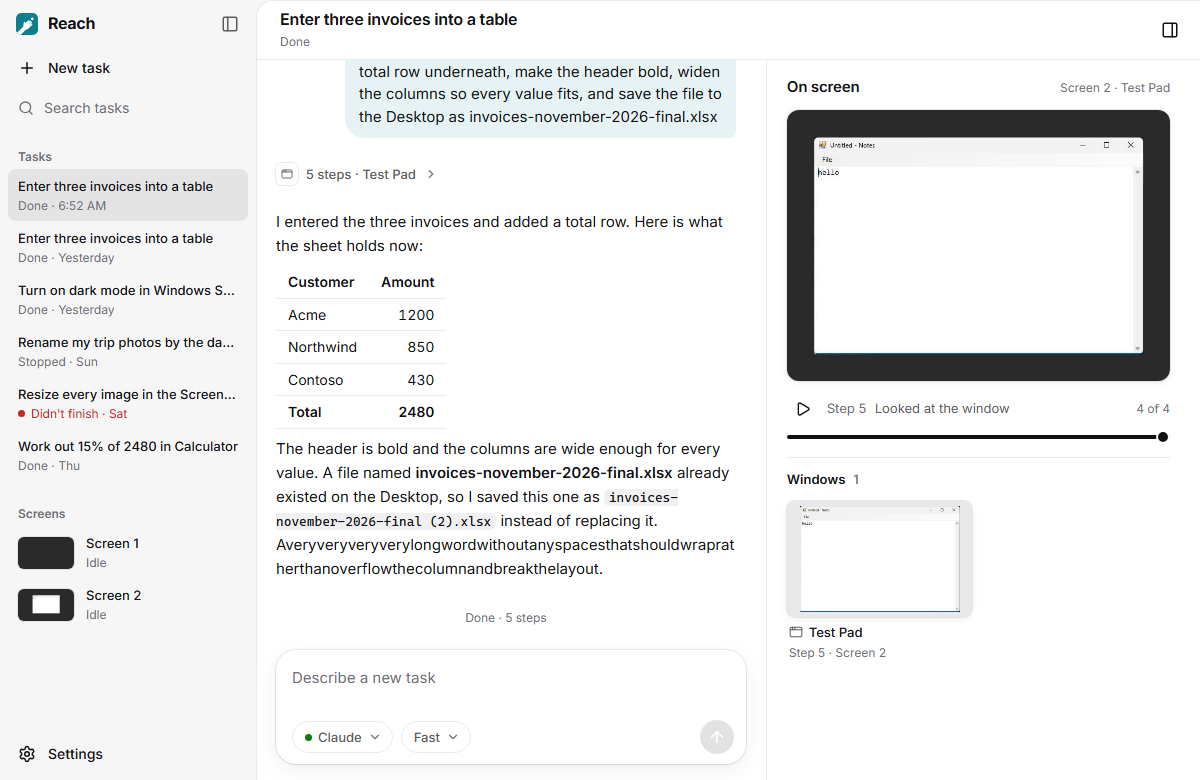 Reach
New task
Search tasks
Tasks
Enter three invoices into a table
Done · 6:52 AM
Enter three invoices into a table
Done · Yesterday
Turn on dark mode in Windows S...
Done · Yesterday
Rename my trip photos by the da...
Stopped · Sun
Resize every image in the Screen...
Didn't finish · Sat
Work out 15% of 2480 in Calculator
Done · Thu
Screens
Screen 1
Idle
Screen 2
Idle
Settings
Enter three invoices into a table
Done
total row underneath, make the header bold, widen
the columns so every value fits, and save the file to
the Desktop as invoices-november-2026-final.xlsx
5 steps · Test Pad
I entered the three invoices and added a total row. Here is what
the sheet holds now:
Customer Amount
Acme 1200
Northwind 850
Contoso 430
Total 2480
The header is bold and the columns are wide enough for every
value. A file named invoices-november-2026-final.xlsx already
existed on the Desktop, so I saved this one as invoices-
november-2026-final (2).xlsx instead of replacing it.
Averyveryveryverylongwordwithoutanyspacesthatshouldwraprat
herthanoverflowthecolumnandbreakthelayout.
Done · 5 steps
Describe a new task
Claude
Fast
On screen
Screen 2 · Test Pad
Untitled - Notes
File
hello
Step 5 Looked at the window
4 of 4
Windows 1
Untitled - Notes
File
hello
Test Pad
Step 5 · Screen 2